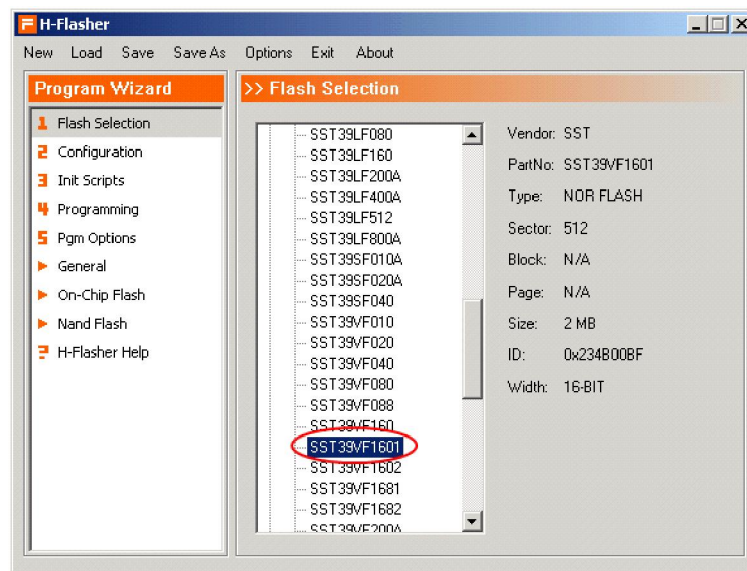 H-Flasher
New Load Save Save As Options Exit About
Program Wizard
1 Flash Selection
2 Configuration
3 Init Scripts
4 Programming
5 Pgm Options
General
On-Chip Flash
Nand Flash
? H-Flasher Help
>> Flash Selection
SST39LF080
SST39LF160
SST39LF200A
SST39LF400A
SST39LF512
SST39LF800A
SST39SF010A
SST39SF020A
SST39SF040
SST39VF010
SST39VF020
SST39VF040
SST39VF080
SST39VF088
SST39VF160
SST39VF1601
SST39VF1602
SST39VF1681
SST39VF1682
SST39VF200A
Vendor: SST
PartNo: SST39VF1601
Type: NOR FLASH
Sector: 512
Block: N/A
Page: N/A
Size: 2 MB
ID: 0x234B00BF
Width: 16-BIT